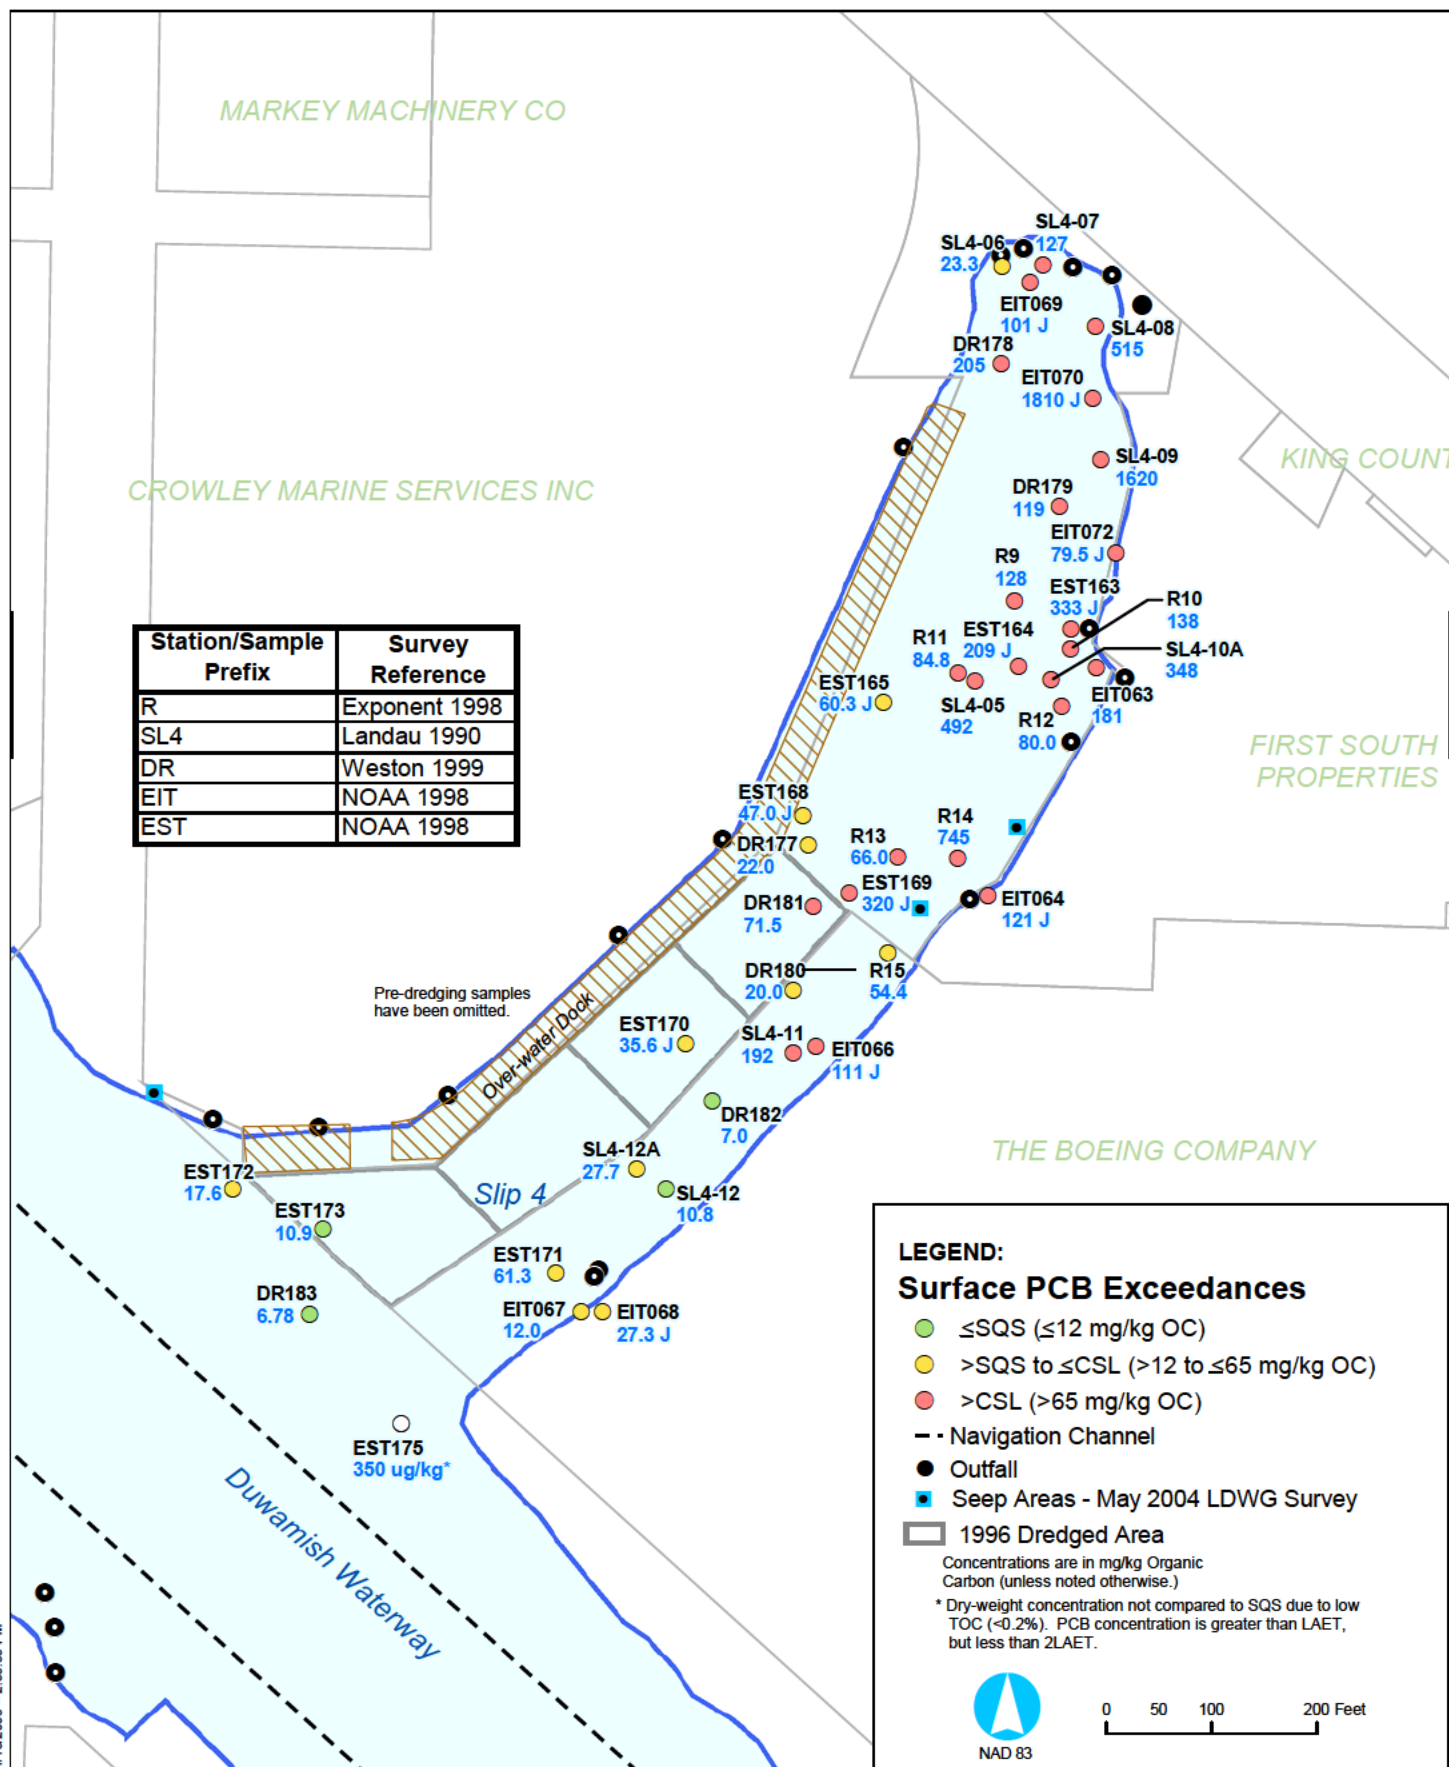 MARKEY MACHINERY CO
SL4-07
127
SL4-06
23.3
EIT069
101 J
SL4-08
515
DR178
205
EIT070
1810 J
SL4-09
1620
KING COUNT
CROWLEY MARINE SERVICES INC
DR179
119
EIT072
79.5 J
R9
128
EST163
333 J
R10
138
R11
84.8
EST164
209 J
SL4-10A
348
EST165
60.3 J
SL4-05
492
EIT063
181
R12
80.0
Station/Sample Prefix
Survey Reference
R Exponent 1998
SL4 Landau 1990
DR Weston 1999
EIT NOAA 1998
EST NOAA 1998
FIRST SOUTH
PROPERTIES
EST168
47.0 J
DR177
22.0
R13
66.0
R14
745
EST169
320 J
DR181
71.5
EIT064
121 J
DR180
20.0
R15
54.4
Pre-dredging samples
have been omitted.
Over-water Dock
EST170
35.6 J
SL4-11
192
EIT066
111 J
DR182
7.0
THE BOEING COMPANY
SL4-12A
27.7
EST172
17.6
Slip 4
SL4-12
10.8
EST173
10.9
EST171
61.3
DR183
6.78
EIT067
12.0
EIT068
27.3 J
EST175
350 ug/kg*
Duwamish Waterway
LEGEND:
Surface PCB Exceedances
≤SQS (≤12 mg/kg OC)
>SQS to ≤CSL (>12 to ≤65 mg/kg OC)
>CSL (>65 mg/kg OC)
Navigation Channel
Outfall
Seep Areas - May 2004 LDWG Survey
1996 Dredged Area
Concentrations are in mg/kg Organic
Carbon (unless noted otherwise.)
* Dry-weight concentration not compared to SQS due to low
TOC (<0.2%). PCB concentration is greater than LAET,
but less than 2LAET.
NAD 83
0 50 100 200 Feet